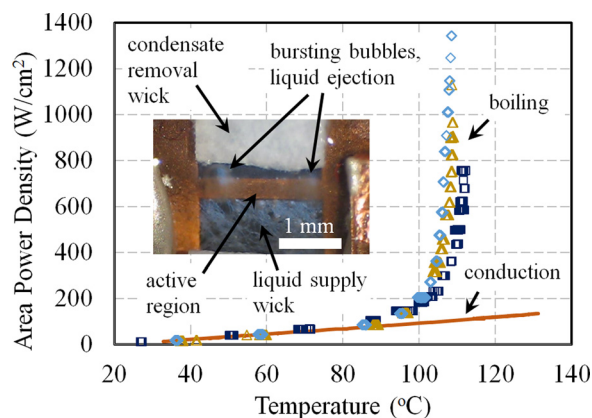 Area Power Density (W/cm²)
1400
1200
1000
800
600
400
200
0
condensate
removal
wick
bursting bubbles,
liquid ejection
boiling
1 mm
active
region
liquid supply
wick
conduction
20
40
60
80
100
120
140
Temperature (°C)